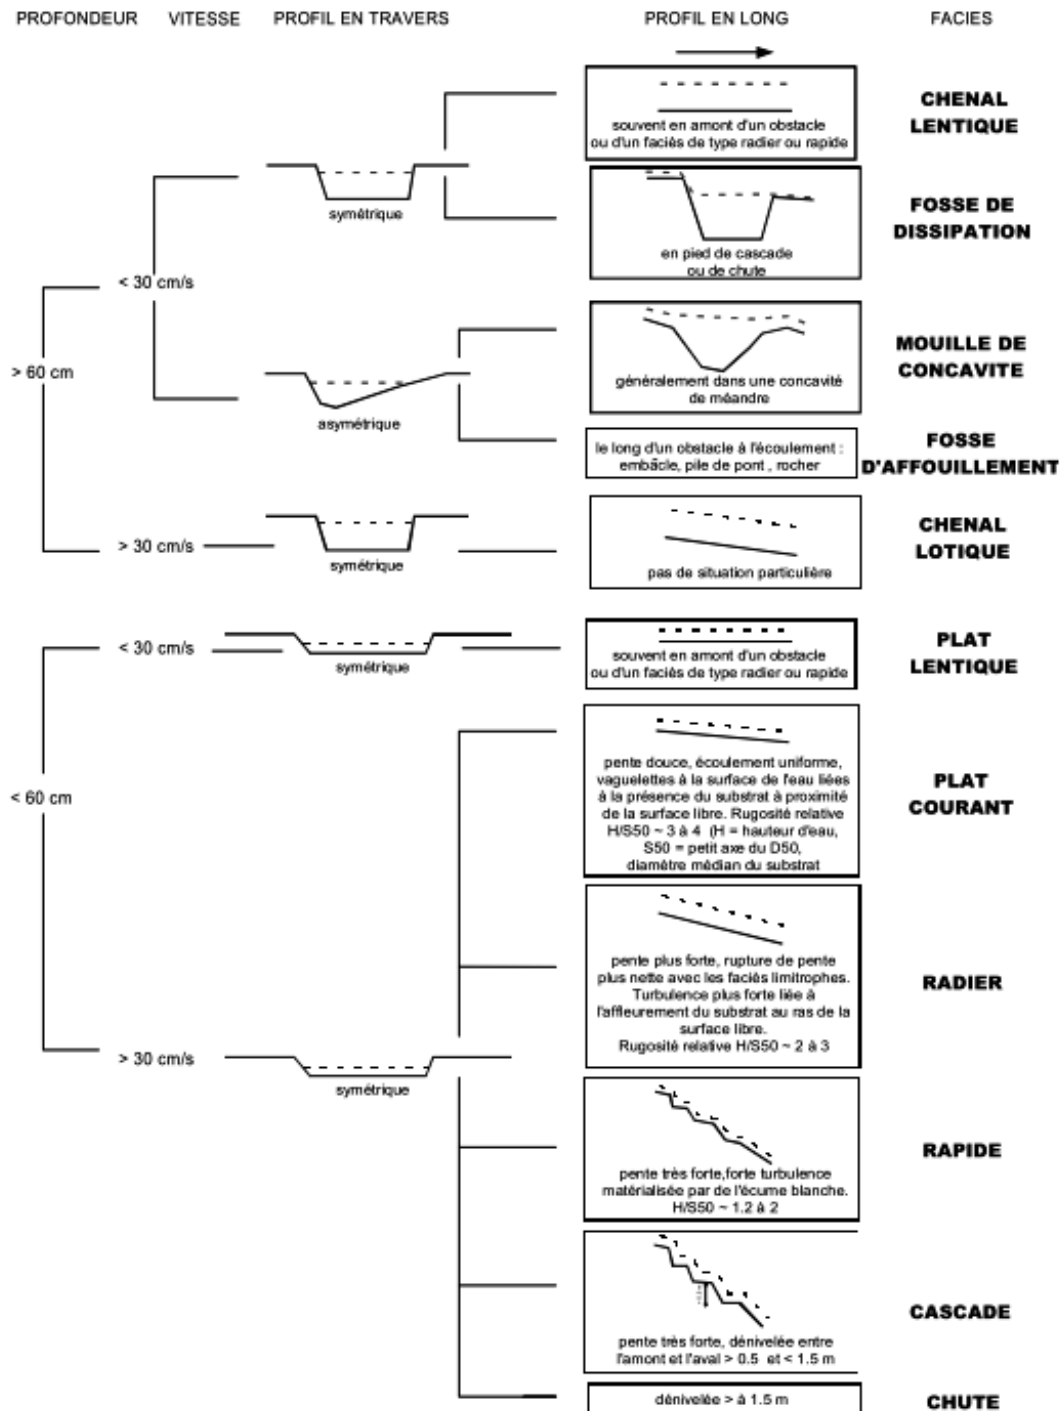 PROFONDEUR VITESSE PROFIL EN TRAVERS PROFIL EN LONG FACIES
souvent en amont d'un obstacle
ou d'un faciés de type radier ou rapide
CHENAL
LENTIQUE
symétrique
en pied de cascade
ou de chute
FOSSE DE
DISSIPATION
< 30 cm/s
> 60 cm
asymétrique
généralement dans une concavité
de méandre
MOUILLE DE
CONCAVITE
le long d'un obstacle à l'écoulement :
embâcle, pile de pont , rocher
FOSSE
D'AFFOUILLEMENT
> 30 cm/s
symétrique
pas de situation particulière
CHENAL
LOTIQUE
< 30 cm/s
symétrique
souvent en amont d'un obstacle
ou d'un faciés de type radier ou rapide
PLAT
LENTIQUE
< 60 cm
pente douce, écoulement uniforme,
vaguelettes à la surface de l'eau liées
à la présence du substrat à proximité
de la surface libre. Rugosité relative
H/S50 ~ 3 à 4 (H = hauteur d'eau,
S50 = petit axe du D50,
diamètre médian du substrat
PLAT
COURANT
pente plus forte, rupture de pente
plus nette avec les faciés limitrophes.
Turbulence plus forte liée à
l'affleurement du substrat au ras de la
surface libre.
Rugosité relative H/S50 ~ 2 à 3
RADIER
> 30 cm/s
symétrique
pente très forte,forte turbulence
matérialisée par de l'écume blanche.
H/S50 ~ 1.2 à 2
RAPIDE
pente très forte, dénivelée entre
l'amont et l'aval > 0.5 et < 1.5 m
CASCADE
dénivelée > à 1.5 m
CHUTE